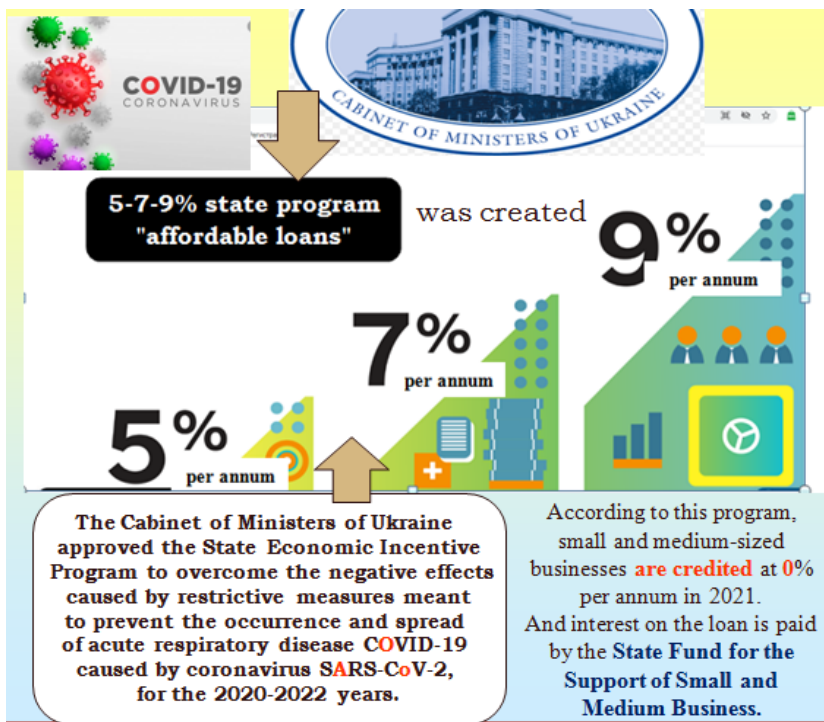 COVID-19
CORONAVIRUS
CABINET OF MINISTERS OF UKRAINE
5-7-9% state program
"affordable loans"
was created
9%
per annum
7%
per annum
5%
per annum
The Cabinet of Ministers of Ukraine
approved the State Economic Incentive
Program to overcome the negative effects
caused by restrictive measures meant
to prevent the occurrence and spread
of acute respiratory disease COVID-19
caused by coronavirus SARS-CoV-2,
for the 2020-2022 years.
According to this program,
small and medium-sized
businesses are credited at 0%
per annum in 2021.
And interest on the loan is paid
by the State Fund for the
Support of Small and
Medium Business.